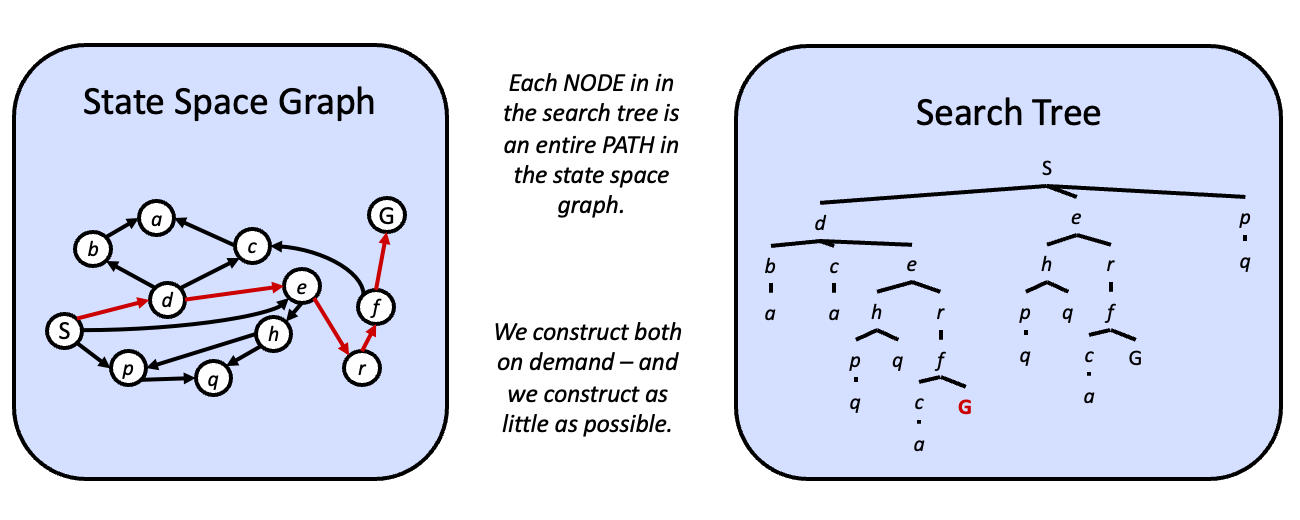 State Space Graph
G
a
b
c
d
e
f
S
h
p
q
r
Each NODE in in
the search tree is
an entire PATH in
the state space
graph.
We construct both
on demand – and
we construct as
little as possible.
Search Tree
S
d e p
b c e h r q
a a h r p q f
p q f q c G
q c G a
a